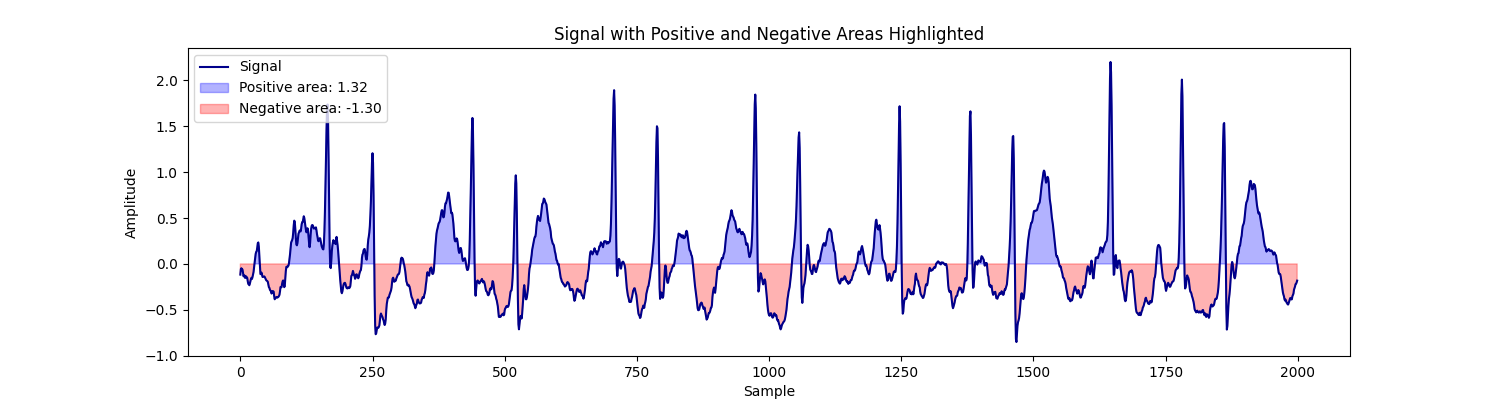 Signal with Positive and Negative Areas Highlighted
Signal
Positive area: 1.32
Negative area: -1.30
Amplitude
2.0
1.5
1.0
0.5
0.0
−0.5
−1.0
0 250 500 750 1000 1250 1500 1750 2000
Sample